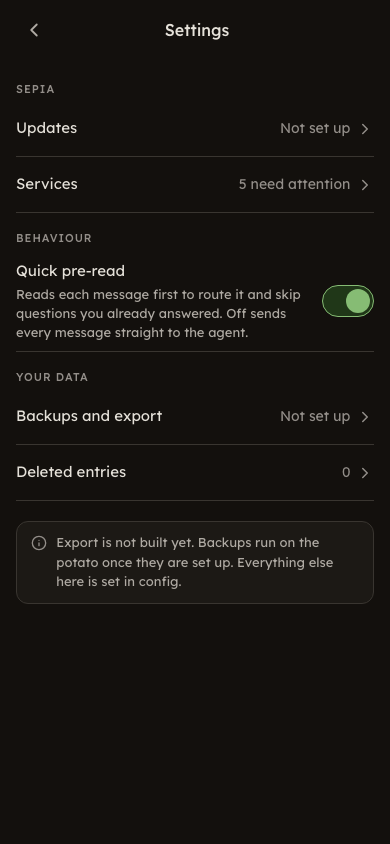 Settings
SEPIA
Updates
Not set up
Services
5 need attention
BEHAVIOUR
Quick pre-read
Reads each message first to route it and skip
questions you already answered. Off sends
every message straight to the agent.
YOUR DATA
Backups and export
Not set up
Deleted entries
0
Export is not built yet. Backups run on the
potato once they are set up. Everything else
here is set in config.